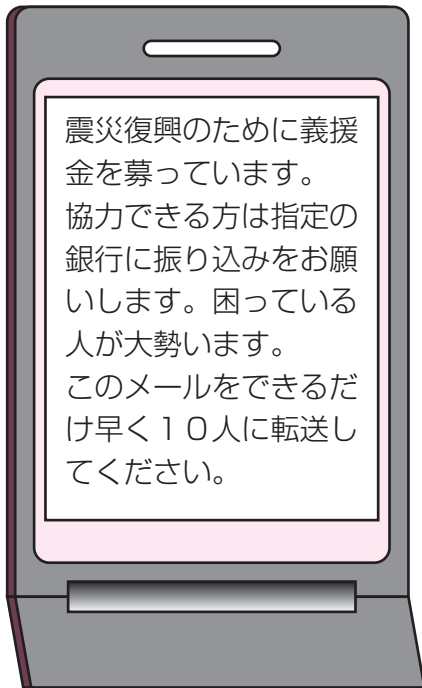 震災復興のために義援
金を募っています。
協力できる方は指定の
銀行に振り込みをお願
いします。困っている
人が大勢います。
このメールをできるだ
け早く１０人に転送し
てください。